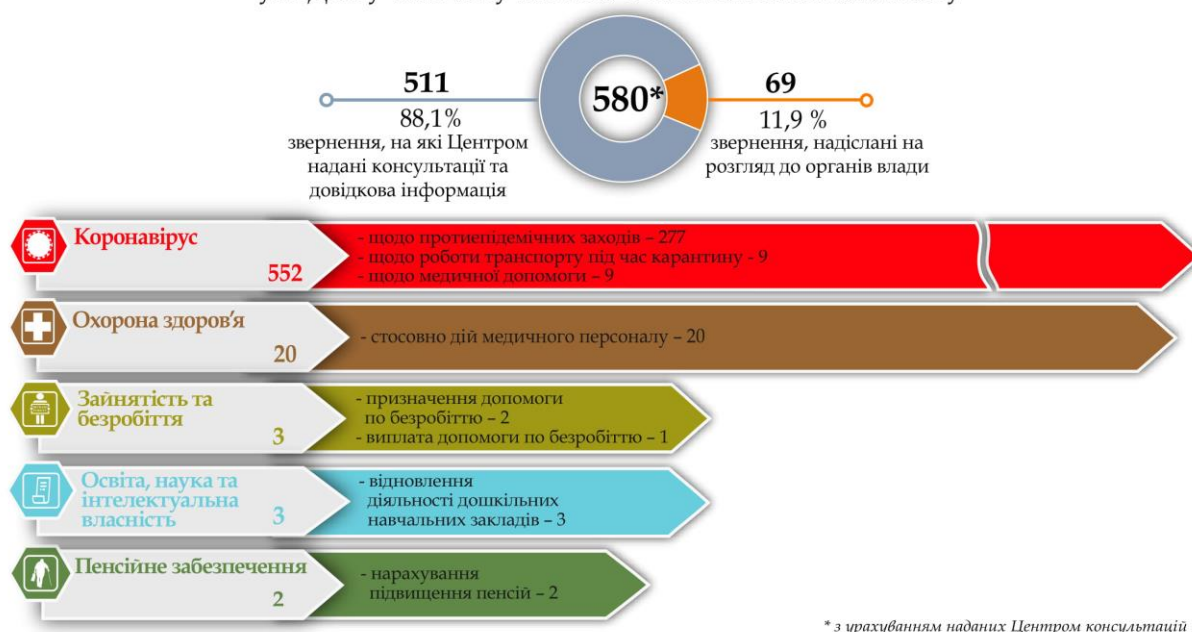 511
88,1%
звернення, на які Центром
надані консультації та
довідкова інформація
580*
69
11,9 %
звернення, надіслані на
розгляд до органів влади
Коронавірус
552
- щодо протиепідемічних заходів – 277
- щодо роботи транспорту під час карантину - 9
- щодо медичної допомоги – 9
Охорона здоров'я
20
- стосовно дій медичного персоналу – 20
Зайнятість та
безробіття
3
- призначення допомоги
по безробіттю – 2
- виплата допомоги по безробіттю – 1
Освіта, наука та
інтелектуальна
власність
3
- відновлення
діяльності дошкільних
навчальних закладів – 3
Пенсійне забезпечення
2
- нарахування
підвищення пенсій – 2
* з урахуванням наданих Центром консультацій